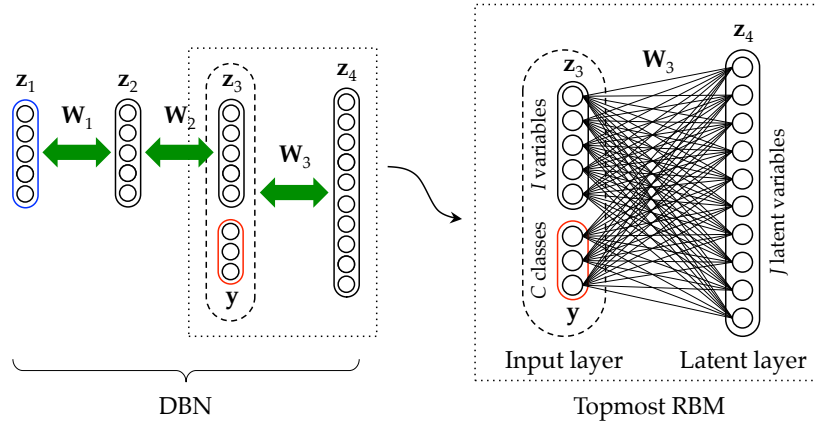 z1
W1
z2
W2
z3
y
W3
z4
DBN
z3
W3
z4
I variables
C classes
y
J latent variables
Input layer
Latent layer
Topmost RBM